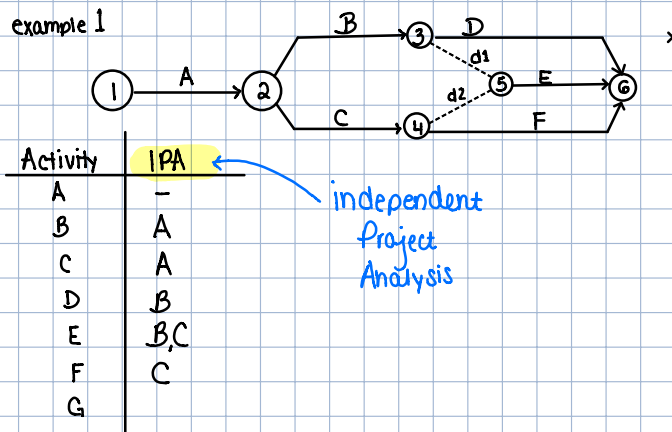 example 1
B
3
D
d1
1
A
2
5
E
6
d2
C
4
F
Activity IPA
A –
B A
C A
D B
E B,C
F C
G
independent
Project
Analysis